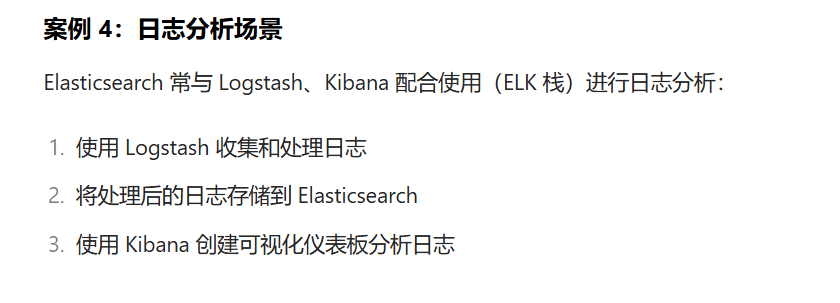 案例 4：日志分析场景
Elasticsearch 常与 Logstash、Kibana 配合使用（ELK 栈）进行日志分析：
1. 使用 Logstash 收集和处理日志
2. 将处理后的日志存储到 Elasticsearch
3. 使用 Kibana 创建可视化仪表板分析日志